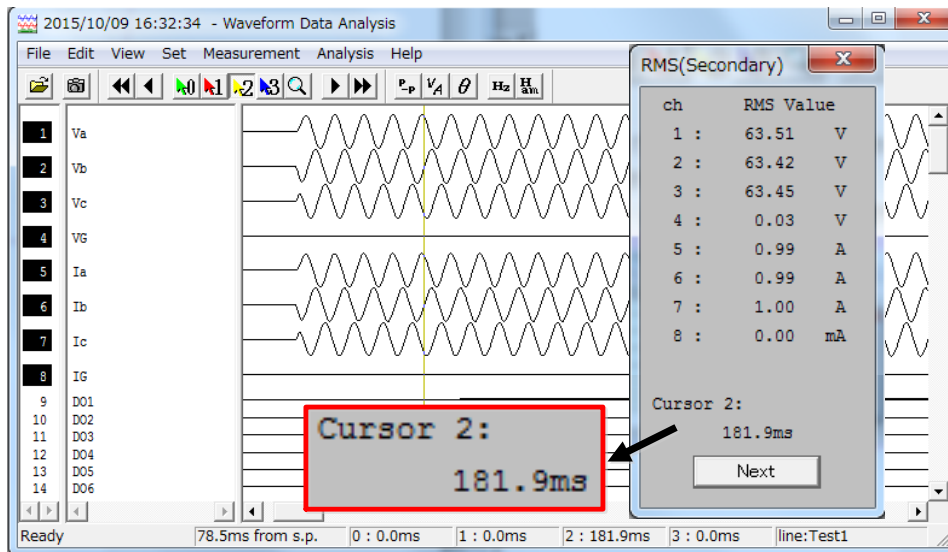 2015/10/09 16:32:34 - Waveform Data Analysis
File Edit View Set Measurement Analysis Help
0 1 2 3 P-P V/A θ Hz Ham
1 Va
2 Vb
3 Vc
4 VG
5 Ia
6 Ib
7 Ic
8 IG
9 DO1
10 DO2
11 DO3
12 DO4
13 DO5
14 DO6
RMS(Secondary)
ch RMS Value
1 : 63.51 V
2 : 63.42 V
3 : 63.45 V
4 : 0.03 V
5 : 0.99 A
6 : 0.99 A
7 : 1.00 A
8 : 0.00 mA
Cursor 2:
181.9ms
Next
Cursor 2:
181.9ms
Ready 78.5ms from s.p. 0 : 0.0ms 1 : 0.0ms 2 : 181.9ms 3 : 0.0ms line:Test1